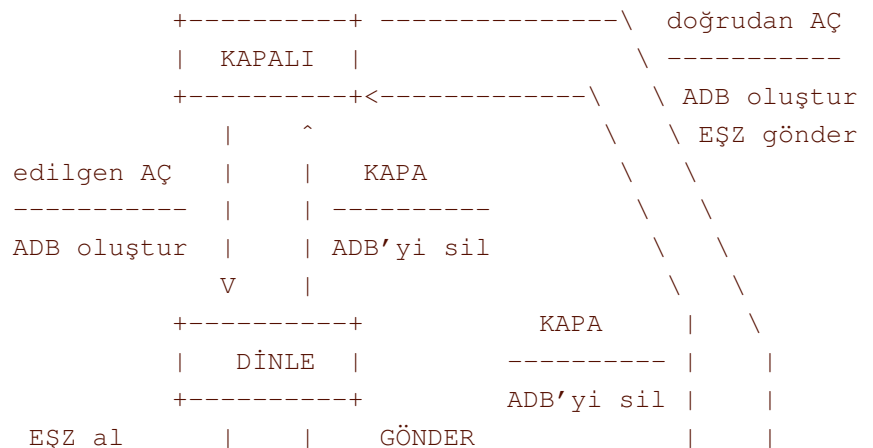 doğrudan AÇ
KAPALI
ADB oluştur
EŞZ gönder
edilgen AÇ KAPA
ADB oluştur ADB'yi sil
KAPA
DİNLE
ADB'yi sil
EŞZ al GÖNDER